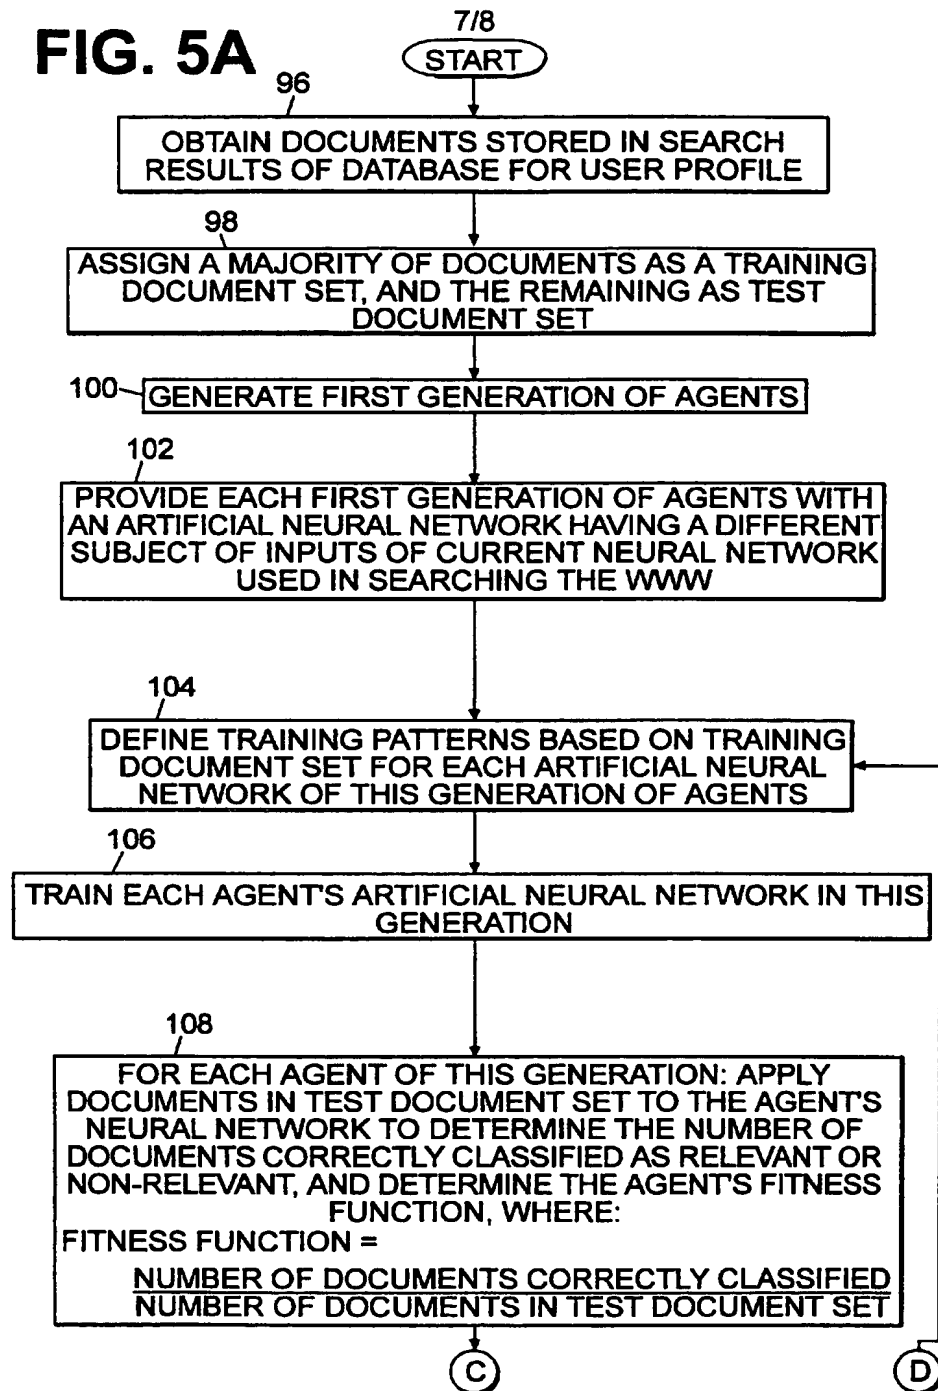 7/8
FIG. 5A
START
96
OBTAIN DOCUMENTS STORED IN SEARCH
RESULTS OF DATABASE FOR USER PROFILE
98
ASSIGN A MAJORITY OF DOCUMENTS AS A TRAINING
DOCUMENT SET, AND THE REMAINING AS TEST
DOCUMENT SET
100
GENERATE FIRST GENERATION OF AGENTS
102
PROVIDE EACH FIRST GENERATION OF AGENTS WITH
AN ARTIFICIAL NEURAL NETWORK HAVING A DIFFERENT
SUBJECT OF INPUTS OF CURRENT NEURAL NETWORK
USED IN SEARCHING THE WWW
104
DEFINE TRAINING PATTERNS BASED ON TRAINING
DOCUMENT SET FOR EACH ARTIFICIAL NEURAL
NETWORK OF THIS GENERATION OF AGENTS
106
TRAIN EACH AGENT'S ARTIFICIAL NEURAL NETWORK IN THIS
GENERATION
108
FOR EACH AGENT OF THIS GENERATION: APPLY
DOCUMENTS IN TEST DOCUMENT SET TO THE AGENT'S
NEURAL NETWORK TO DETERMINE THE NUMBER OF
DOCUMENTS CORRECTLY CLASSIFIED AS RELEVANT OR
NON-RELEVANT, AND DETERMINE THE AGENT'S FITNESS
FUNCTION, WHERE:
FITNESS FUNCTION =
NUMBER OF DOCUMENTS CORRECTLY CLASSIFIED
NUMBER OF DOCUMENTS IN TEST DOCUMENT SET
C
D